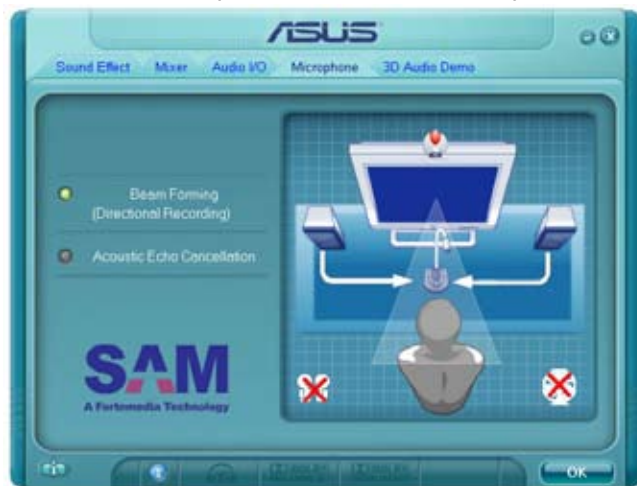 ASUS
Sound Effect Mixer Audio I/O Microphone 3D Audio Demo
Beam Forming
(Directional Recording)
Acoustic Echo Cancellation
SAM
A Fortemedia Technology
OK